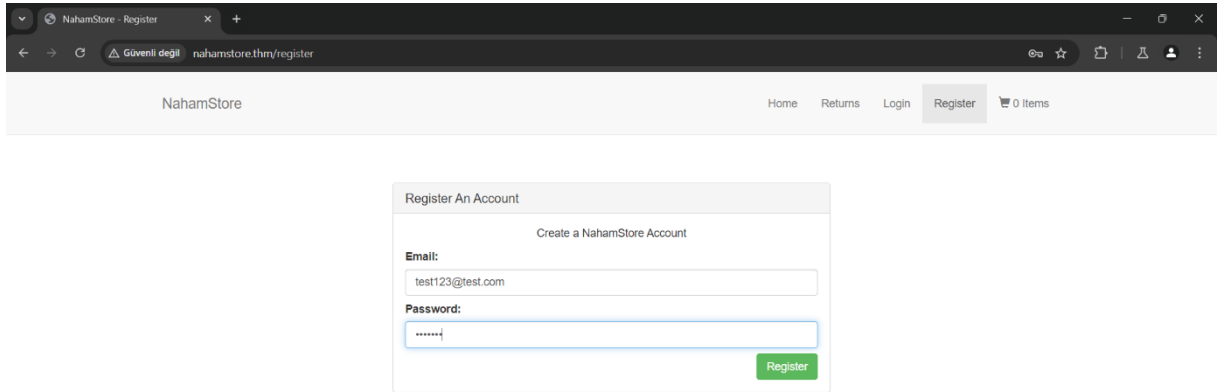 NahamStore - Register
Güvenli değil nahamstore.thm/register
NahamStore Home Returns Login Register 0 Items
Register An Account
Create a NahamStore Account
Email:
test123@test.com
Password:
•••••••
Register